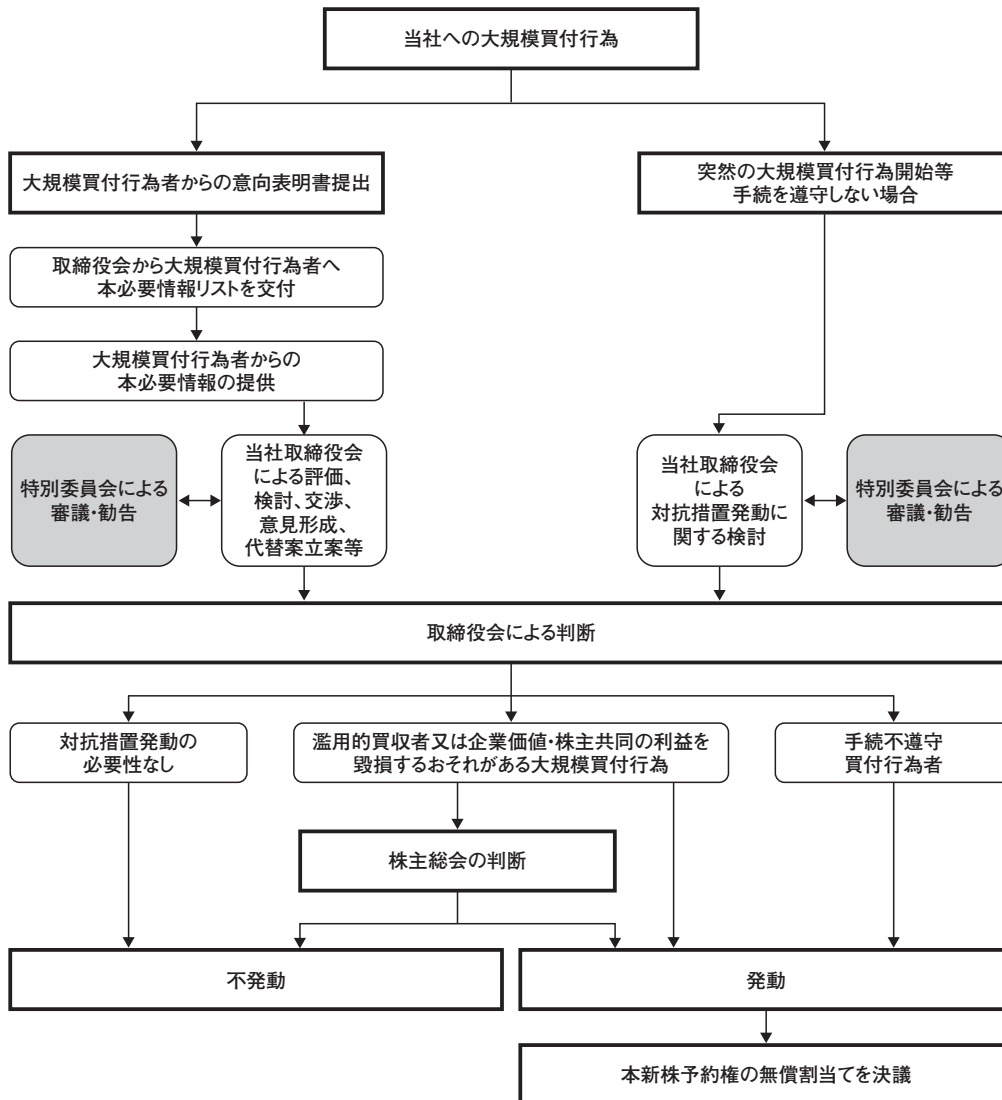 当社への大規模買付行為
大規模買付行為者からの意向表明書提出
突然の大規模買付行為開始等
手続を遵守しない場合
取締役会から大規模買付行為者へ
本必要情報リストを交付
大規模買付行為者からの
本必要情報の提供
特別委員会による
審議・勧告
当社取締役会
による評価、
検討、交渉、
意見形成、
代替案立案等
当社取締役会
による
対抗措置発動に
関する検討
特別委員会による
審議・勧告
取締役会による判断
対抗措置発動の
必要性なし
濫用的買収者又は企業価値・株主共同の利益を
毀損するおそれがある大規模買付行為
手続不遵守
買付行為者
株主総会の判断
不発動
発動
本新株予約権の無償割当てを決議